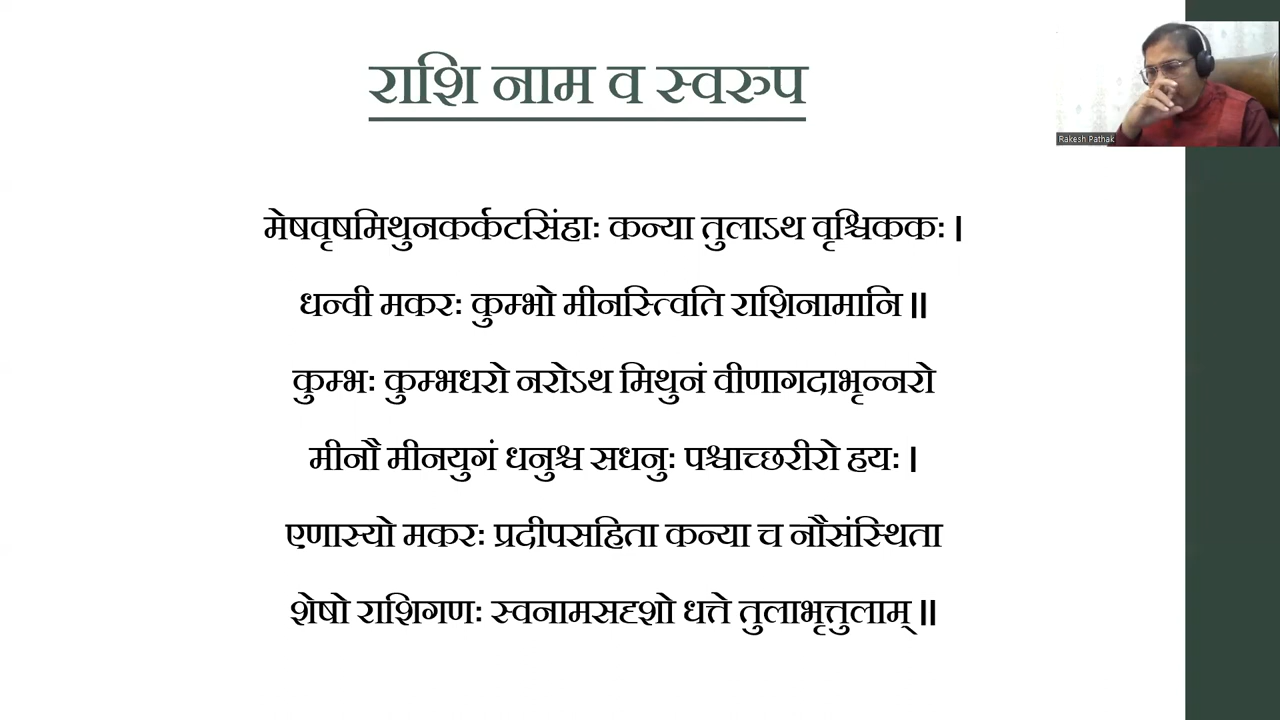 राशि नाम व स्वरुप
Rakesh Pathak
मेषवृषमिथुनकर्कटसिंहाः कन्या तुलाऽथ वृश्चिककः ।
धन्वी मकरः कुम्भो मीनस्त्विति राशिनामानि ॥
कुम्भः कुम्भधरो नरोऽथ मिथुनं वीणागदाभृन्नरो
मीनौ मीनयुगं धनुश्च सधनुः पश्चाच्छरीरो हयः ।
एणास्यो मकरः प्रदीपसहिता कन्या च नौसंस्थिता
शेषो राशिगणः स्वनामसदृशो धत्ते तुलाभृत्तुलाम् ॥